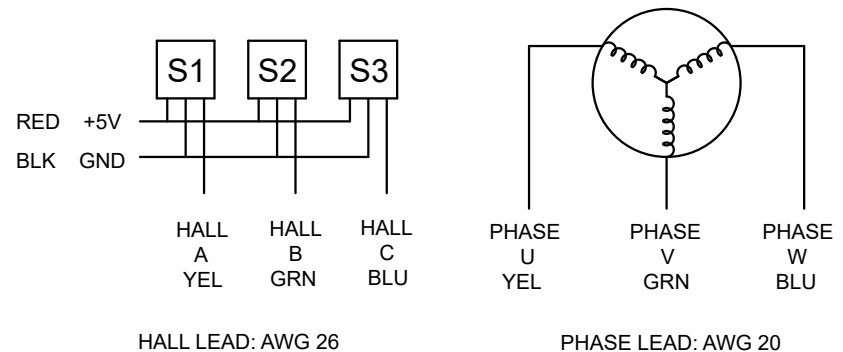 S1 S2 S3
RED +5V
BLK GND
HALL
A
YEL
HALL
B
GRN
HALL
C
BLU
HALL LEAD: AWG 26
PHASE
U
YEL
PHASE
V
GRN
PHASE
W
BLU
PHASE LEAD: AWG 20